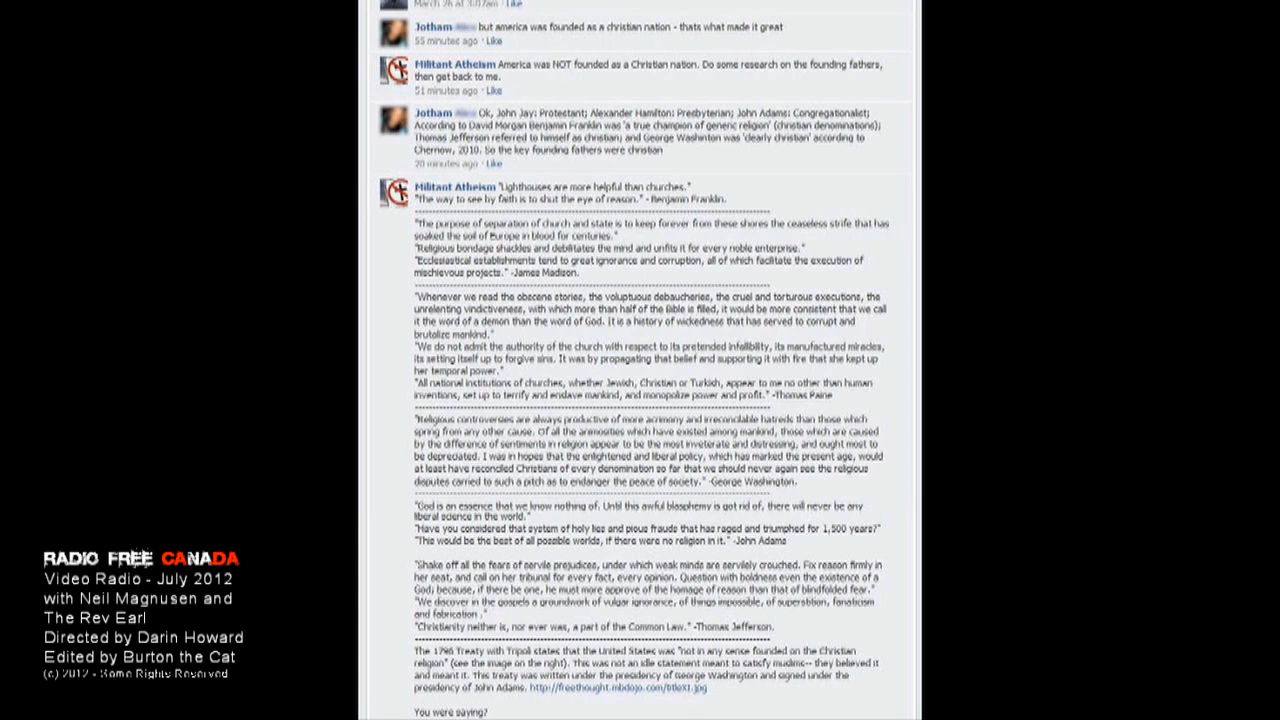 March 26 at 3:07am · Like
Jotham but america was founded as a christian nation - thats what made it great
55 minutes ago · Like
Militant Atheism America was NOT founded as a Christian nation. Do some research on the founding fathers,
then get back to me.
51 minutes ago · Like
Jotham Ok, John Jay: Protestant; Alexander Hamilton: Presbyterian; John Adams: Congregationalist;
According to David Morgan Benjamin Franklin was 'a true champion of generic religion' (christian denominations);
Thomas Jefferson referred to himself as christian; and George Washinton was 'clearly christian' according to
Chernow, 2010. So the key founding fathers were christian
20 minutes ago · Like
Militant Atheism "Lighthouses are more helpful than churches."
"The way to see by faith is to shut the eye of reason." - Benjamin Franklin.
"The purpose of separation of church and state is to keep forever from these shores the ceaseless strife that has
soaked the soil of Europe in blood for centuries."
"Religious bondage shackles and debilitates the mind and unfits it for every noble enterprise."
"Ecclesiastical establishments tend to great ignorance and corruption, all of which facilitate the execution of
mischievous projects." -James Madison.
"Whenever we read the obscene stories, the voluptuous debaucheries, the cruel and torturous executions, the
unrelenting vindictiveness, with which more than half of the Bible is filled, it would be more consistent that we call
it the word of a demon than the word of God. It is a history of wickedness that has served to corrupt and
brutalize mankind."
"We do not admit the authority of the church with respect to its pretended infallibility, its manufactured miracles,
its setting itself up to forgive sins. It was by propagating that belief and supporting it with fire that she kept up
her temporal power."
"All national institutions of churches, whether Jewish, Christian or Turkish, appear to me no other than human
inventions, set up to terrify and enslave mankind, and monopolize power and profit." -Thomas Paine
"Religious controversies are always productive of more acrimony and irreconcilable hatreds than those which
spring from any other cause. Of all the animosities which have existed among mankind, those which are caused
by the difference of sentiments in religion appear to be the most inveterate and distressing, and ought most to
be depreciated. I was in hopes that the enlightened and liberal policy, which has marked the present age, would
at least have reconciled Christians of every denomination so far that we should never again see the religious
disputes carried to such a pitch as to endanger the peace of society." -George Washington.
"God is an essence that we know nothing of. Until this awful blasphemy is got rid of, there will never be any
liberal science in the world."
"Have you considered that system of holy lies and pious frauds that has raged and triumphed for 1,500 years?"
"This would be the best of all possible worlds, if there were no religion in it." -John Adams
"Shake off all the fears of servile prejudices, under which weak minds are servilely crouched. Fix reason firmly in
her seat, and call on her tribunal for every fact, every opinion. Question with boldness even the existence of a
God; because, if there be one, he must more approve of the homage of reason than that of blindfolded fear."
"We discover in the gospels a groundwork of vulgar ignorance, of things impossible, of superstition, fanaticism
and fabrication ."
"Christianity neither is, nor ever was, a part of the Common Law." -Thomas Jefferson.
The 1796 Treaty with Tripoli states that the United States was "not in any sense founded on the Christian
religion" (see the image on the right). This was not an idle statement meant to satisfy muslims-- they believed it
and meant it. This treaty was written under the presidency of George Washington and signed under the
presidency of John Adams. http://freethought.mbdojo.com/title11.jpg
You were saying?
RADIO FREE CANADA
Video Radio - July 2012
with Neil Magnusen and
The Rev Earl
Directed by Darin Howard
Edited by Burton the Cat
(c) 2012 - Some Rights Reserved